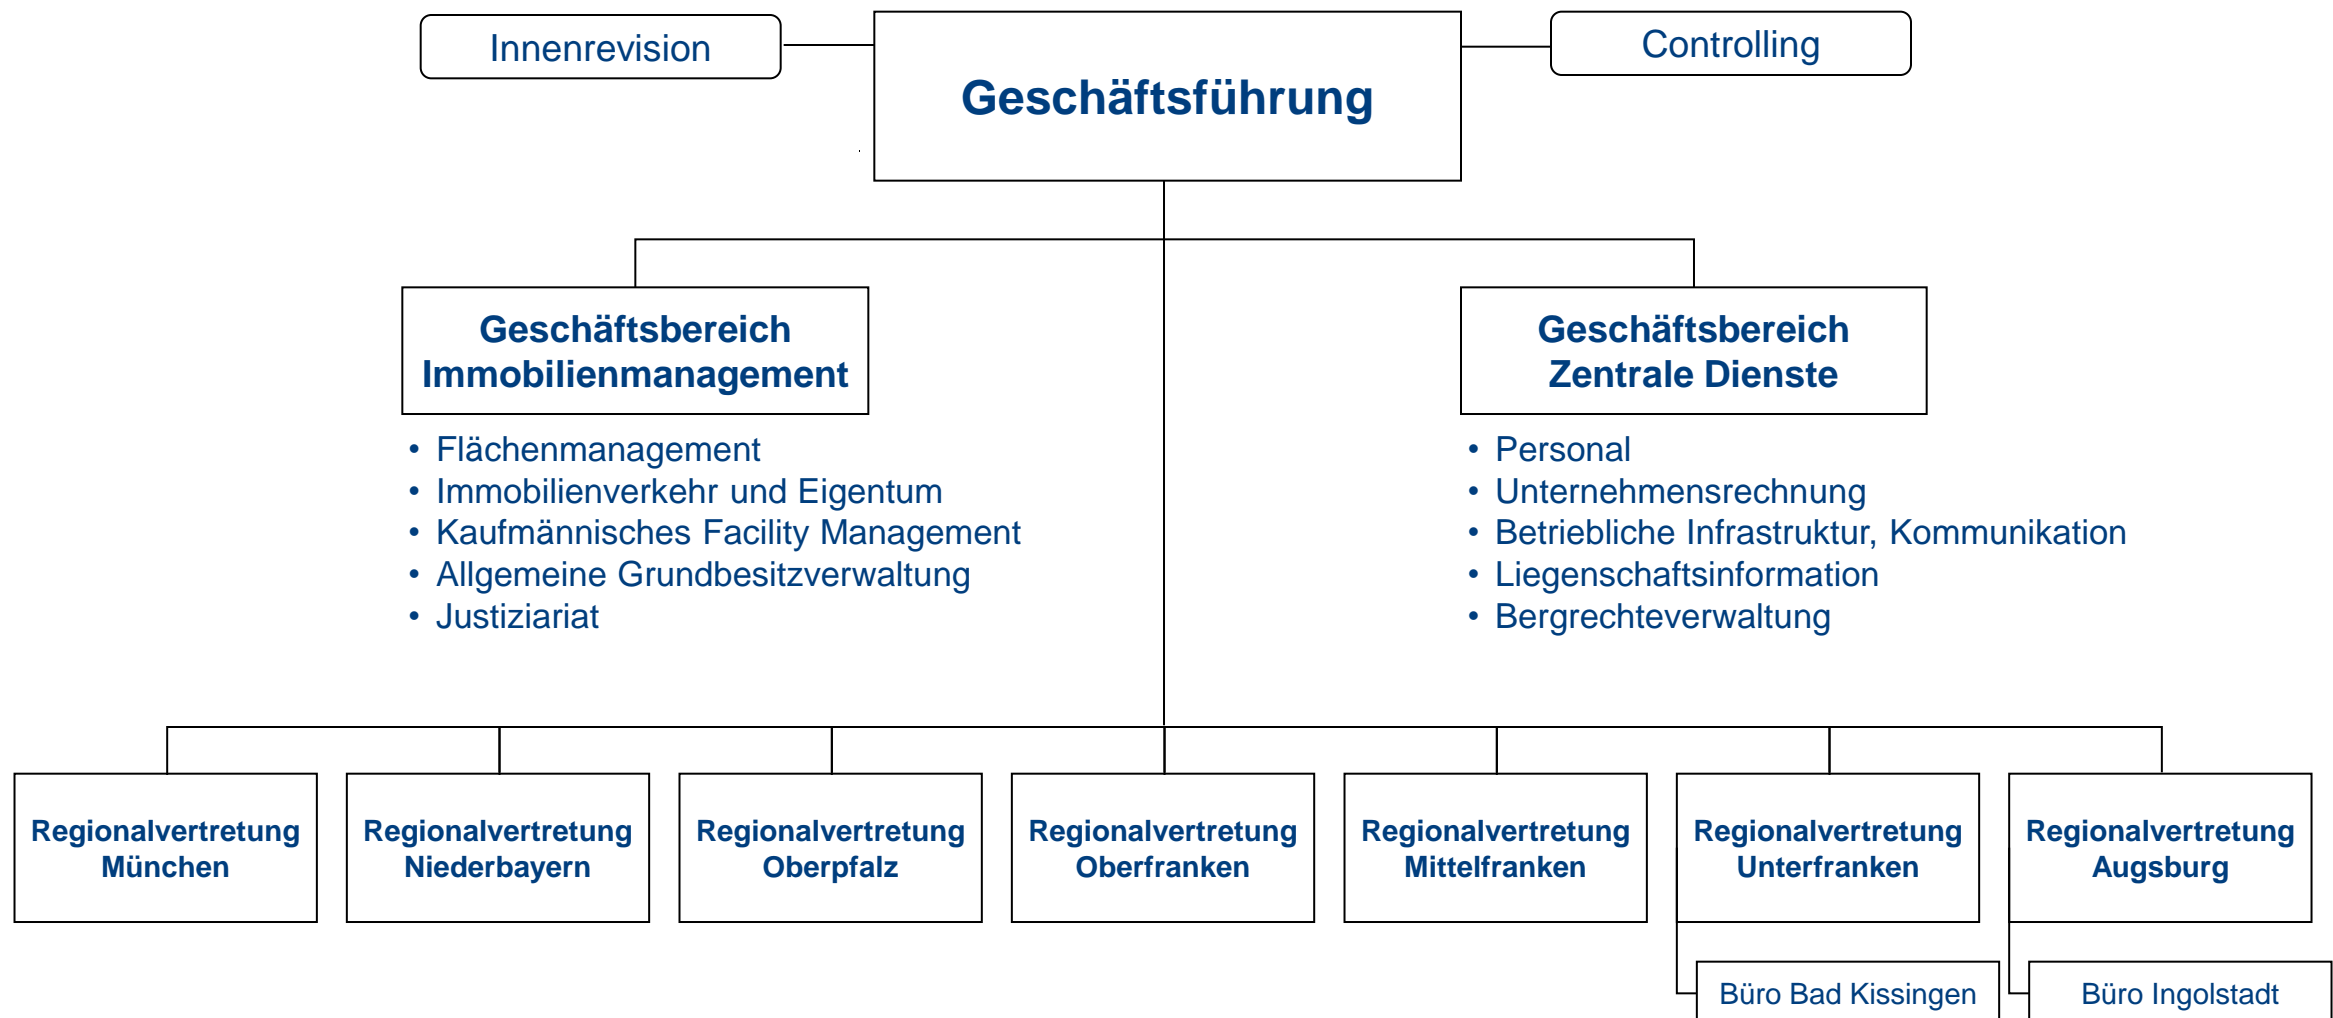 Innenrevision
Controlling
Geschäftsführung
Geschäftsbereich
Immobilienmanagement
• Flächenmanagement
• Immobilienverkehr und Eigentum
• Kaufmännisches Facility Management
• Allgemeine Grundbesitzverwaltung
• Justiziariat
Geschäftsbereich
Zentrale Dienste
• Personal
• Unternehmensrechnung
• Betriebliche Infrastruktur, Kommunikation
• Liegenschaftsinformation
• Bergrechteverwaltung
Regionalvertretung
München
Regionalvertretung
Niederbayern
Regionalvertretung
Oberpfalz
Regionalvertretung
Oberfranken
Regionalvertretung
Mittelfranken
Regionalvertretung
Unterfranken
Regionalvertretung
Augsburg
Büro Bad Kissingen
Büro Ingolstadt